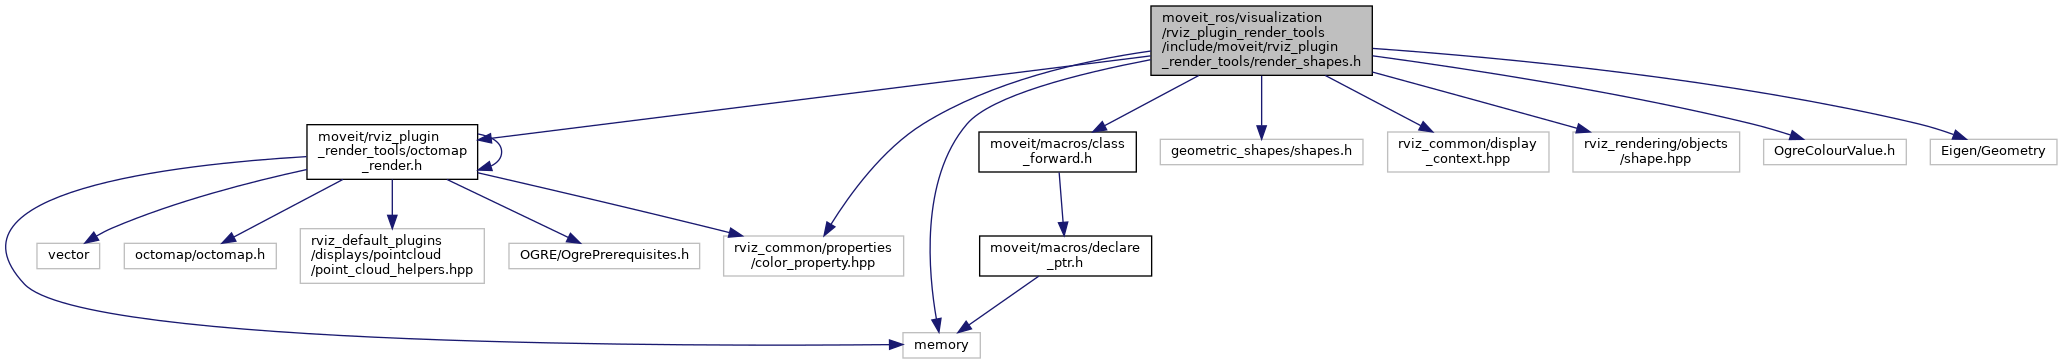 moveit_ros/visualization
/rviz_plugin_render_tools
/include/moveit/rviz_plugin
_render_tools/render_shapes.h
moveit/rviz_plugin
_render_tools/octomap
_render.h
moveit/macros/class
_forward.h
geometric_shapes/shapes.h
rviz_common/display
_context.hpp
rviz_rendering/objects
/shape.hpp
OgreColourValue.h
Eigen/Geometry
vector
octomap/octomap.h
rviz_default_plugins
/displays/pointcloud
/point_cloud_helpers.hpp
OGRE/OgrePrerequisites.h
rviz_common/properties
/color_property.hpp
moveit/macros/declare
_ptr.h
memory